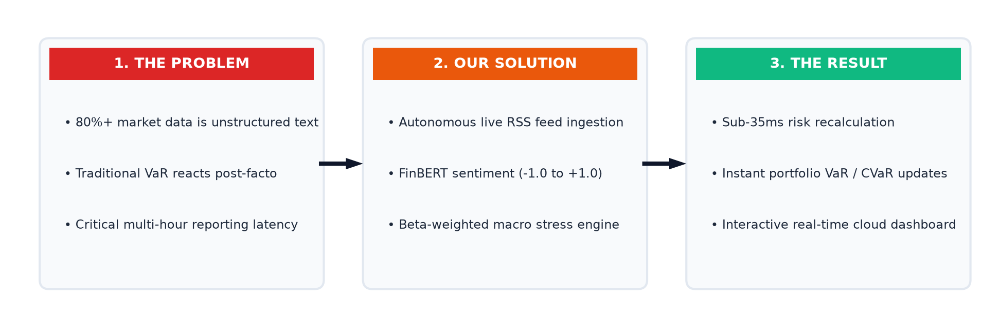 1. THE PROBLEM
• 80%+ market data is unstructured text
• Traditional VaR reacts post-facto
• Critical multi-hour reporting latency
2. OUR SOLUTION
• Autonomous live RSS feed ingestion
• FinBERT sentiment (-1.0 to +1.0)
• Beta-weighted macro stress engine
3. THE RESULT
• Sub-35ms risk recalculation
• Instant portfolio VaR / CVaR updates
• Interactive real-time cloud dashboard